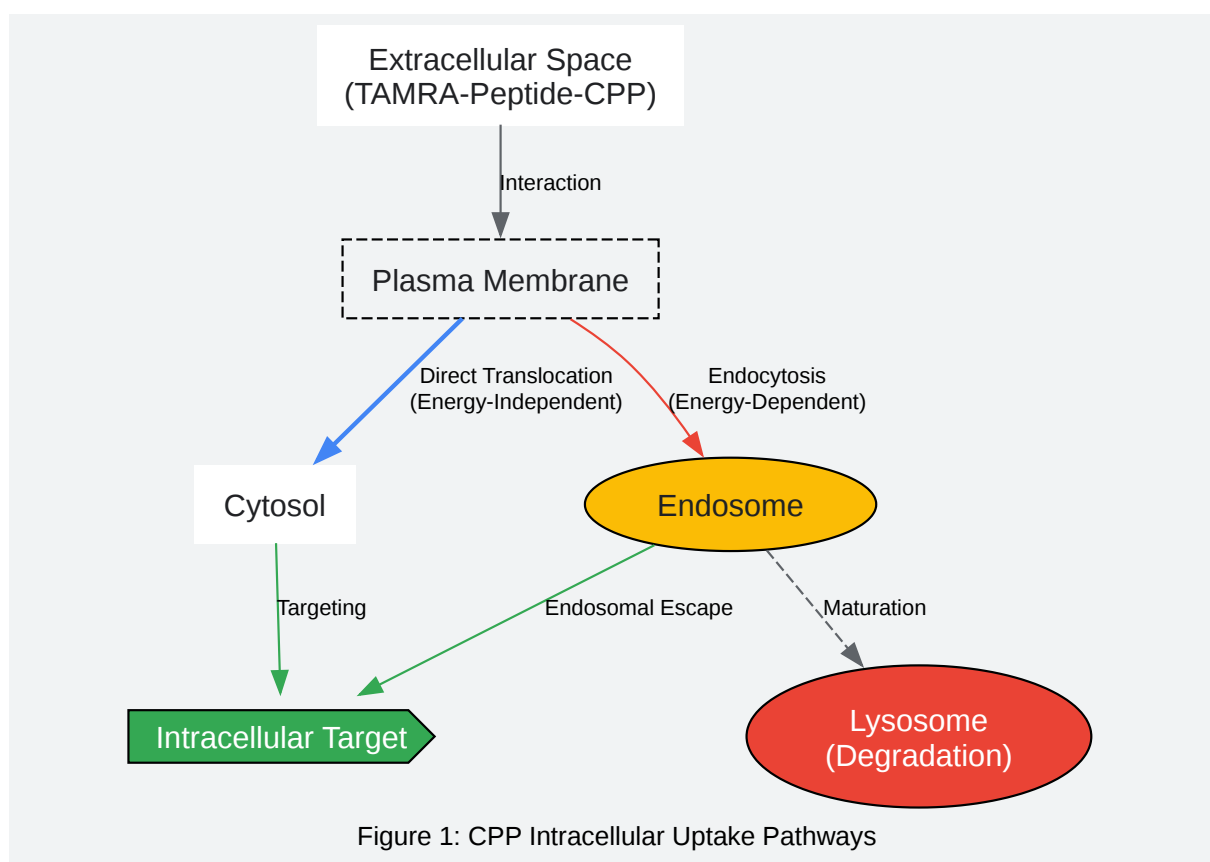 Extracellular Space
(TAMRA-Peptide-CPP)
Interaction
Plasma Membrane
Direct Translocation
(Energy-Independent)
Endocytosis
(Energy-Dependent)
Cytosol
Endosome
Targeting
Endosomal Escape
Maturation
Intracellular Target
Lysosome
(Degradation)
Figure 1: CPP Intracellular Uptake Pathways